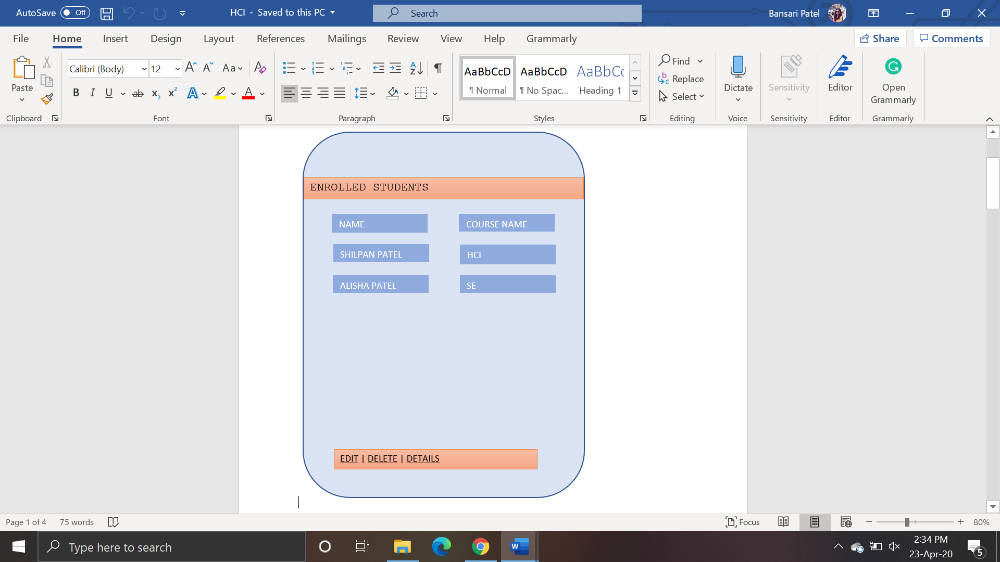 AutoSave Off HCI - Saved to this PC Search Bansari Patel
File Home Insert Design Layout References Mailings Review View Help Grammarly Share Comments
Calibri (Body) 12 Aa AaBbCcD AaBbCcD AaBbCc Find
Paste ¶ Normal ¶ No Spac... Heading 1 Replace Dictate Sensitivity Editor Open Grammarly
B I U ab x2 x2 A A Select
Clipboard Font Paragraph Styles Editing Voice Sensitivity Editor Grammarly
ENROLLED STUDENTS
NAME COURSE NAME
SHILPAN PATEL HCI
ALISHA PATEL SE
EDIT | DELETE | DETAILS
Page 1 of 4 75 words Focus 80%
Type here to search 2:34 PM
23-Apr-20 5